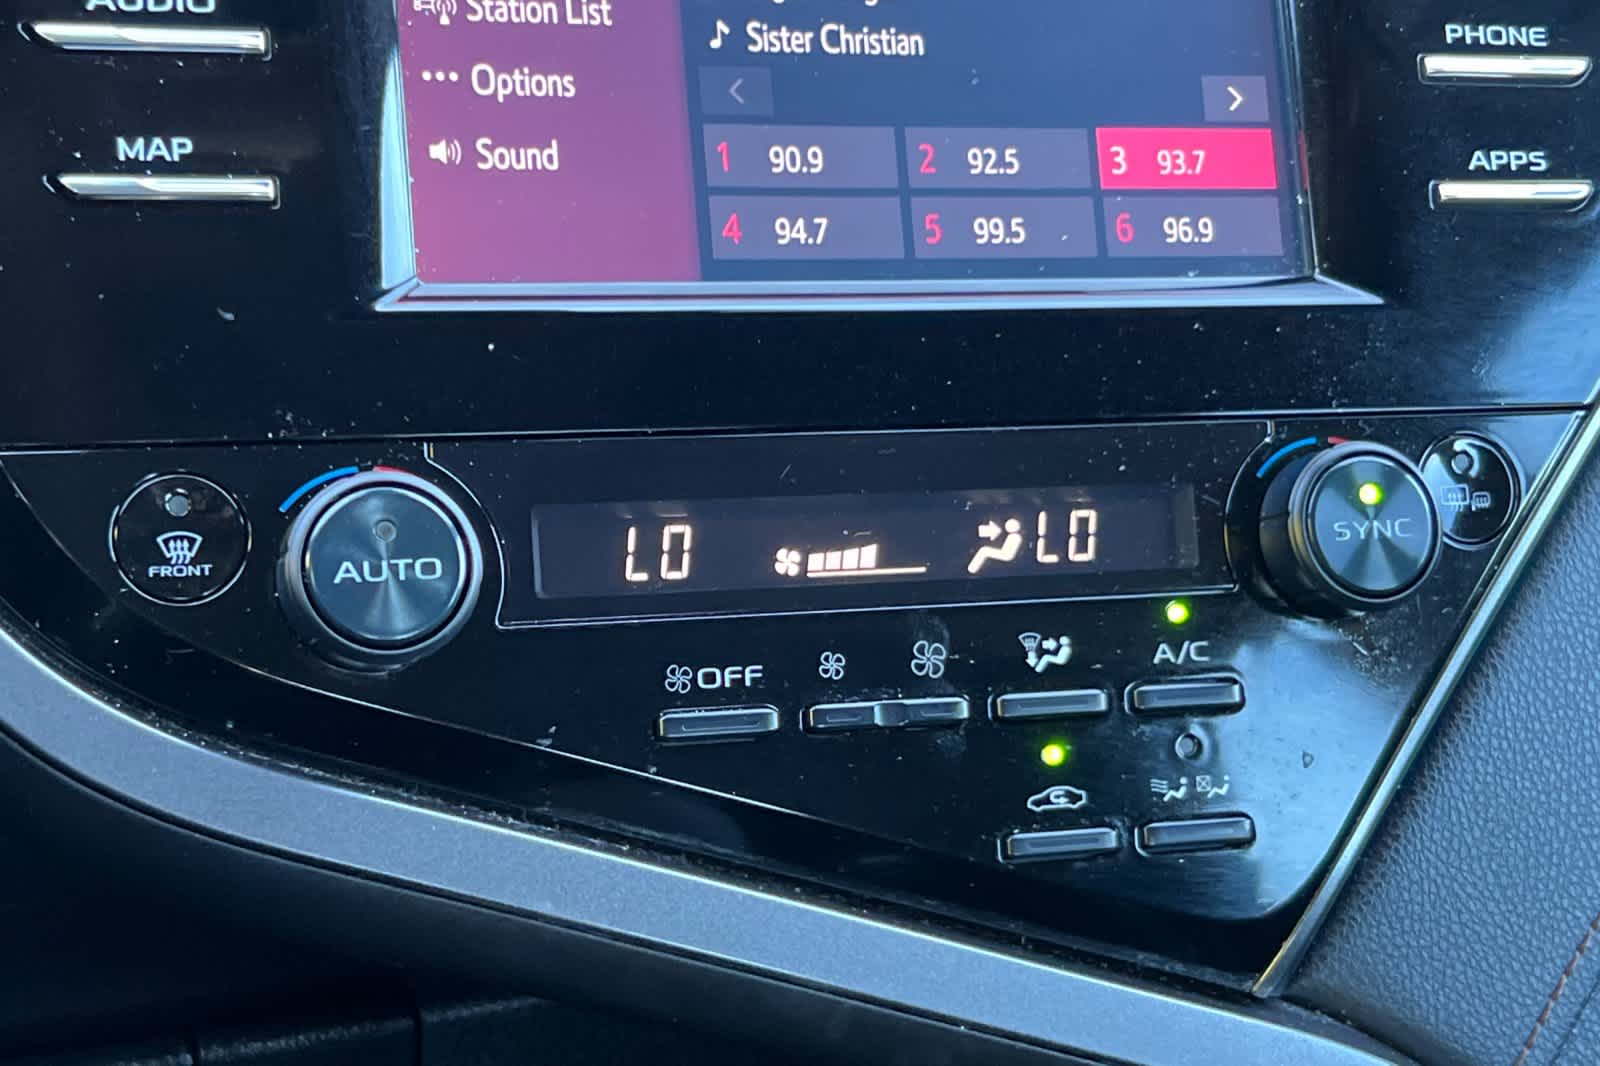 AUDIO
Station List
Sister Christian
PHONE
Options
MAP
Sound
APPS
1 90.9
2 92.5
3 93.7
4 94.7
5 99.5
6 96.9
FRONT
AUTO
LO
LO
SYNC
OFF
A/C